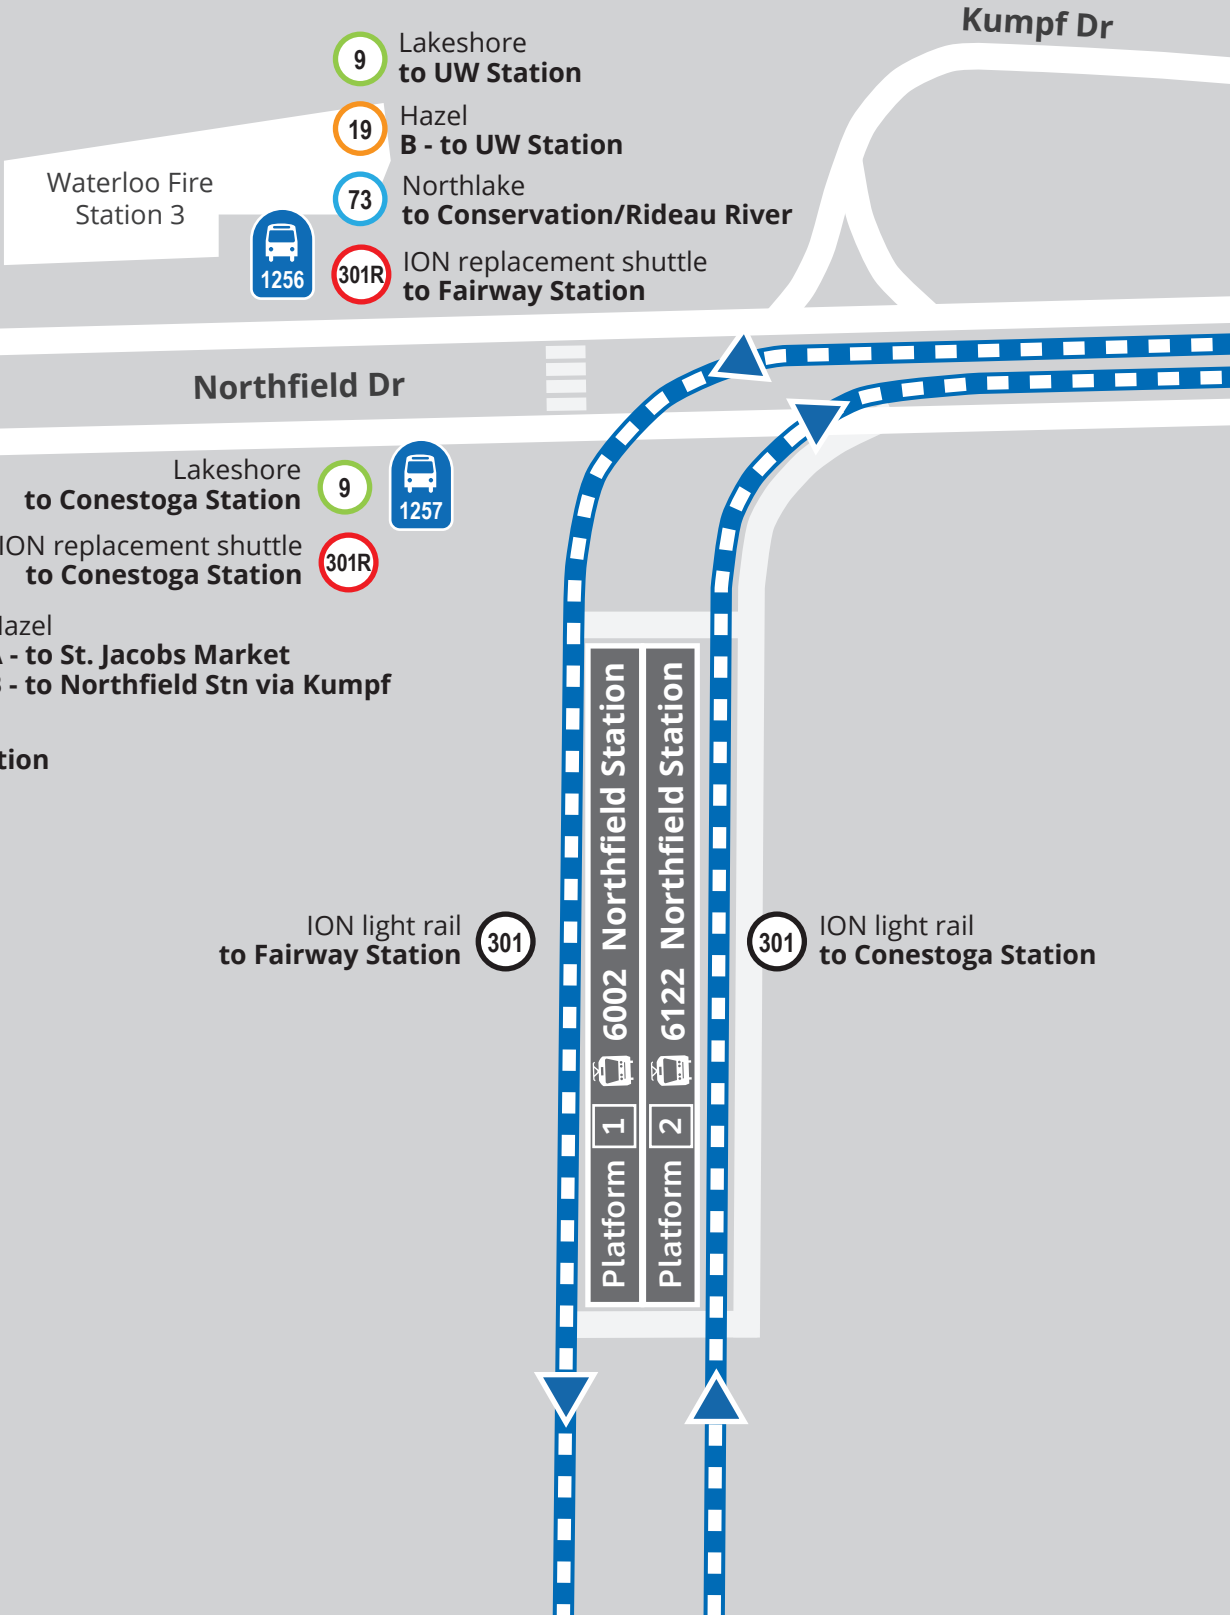 Kumpf Dr
9
Lakeshore
to UW Station
19
Hazel
B - to UW Station
73
Northlake
to Conservation/Rideau River
301R
ION replacement shuttle
to Fairway Station
Waterloo Fire
Station 3
1256
Northfield Dr
Lakeshore
to Conestoga Station
9
1257
ION replacement shuttle
to Conestoga Station
301R
- to St. Jacobs Market
- to Northfield Stn via Kumpf
ION light rail
to Fairway Station
301
Platform 1 6002 Northfield Station
Platform 2 6122 Northfield Station
301
ION light rail
to Conestoga Station